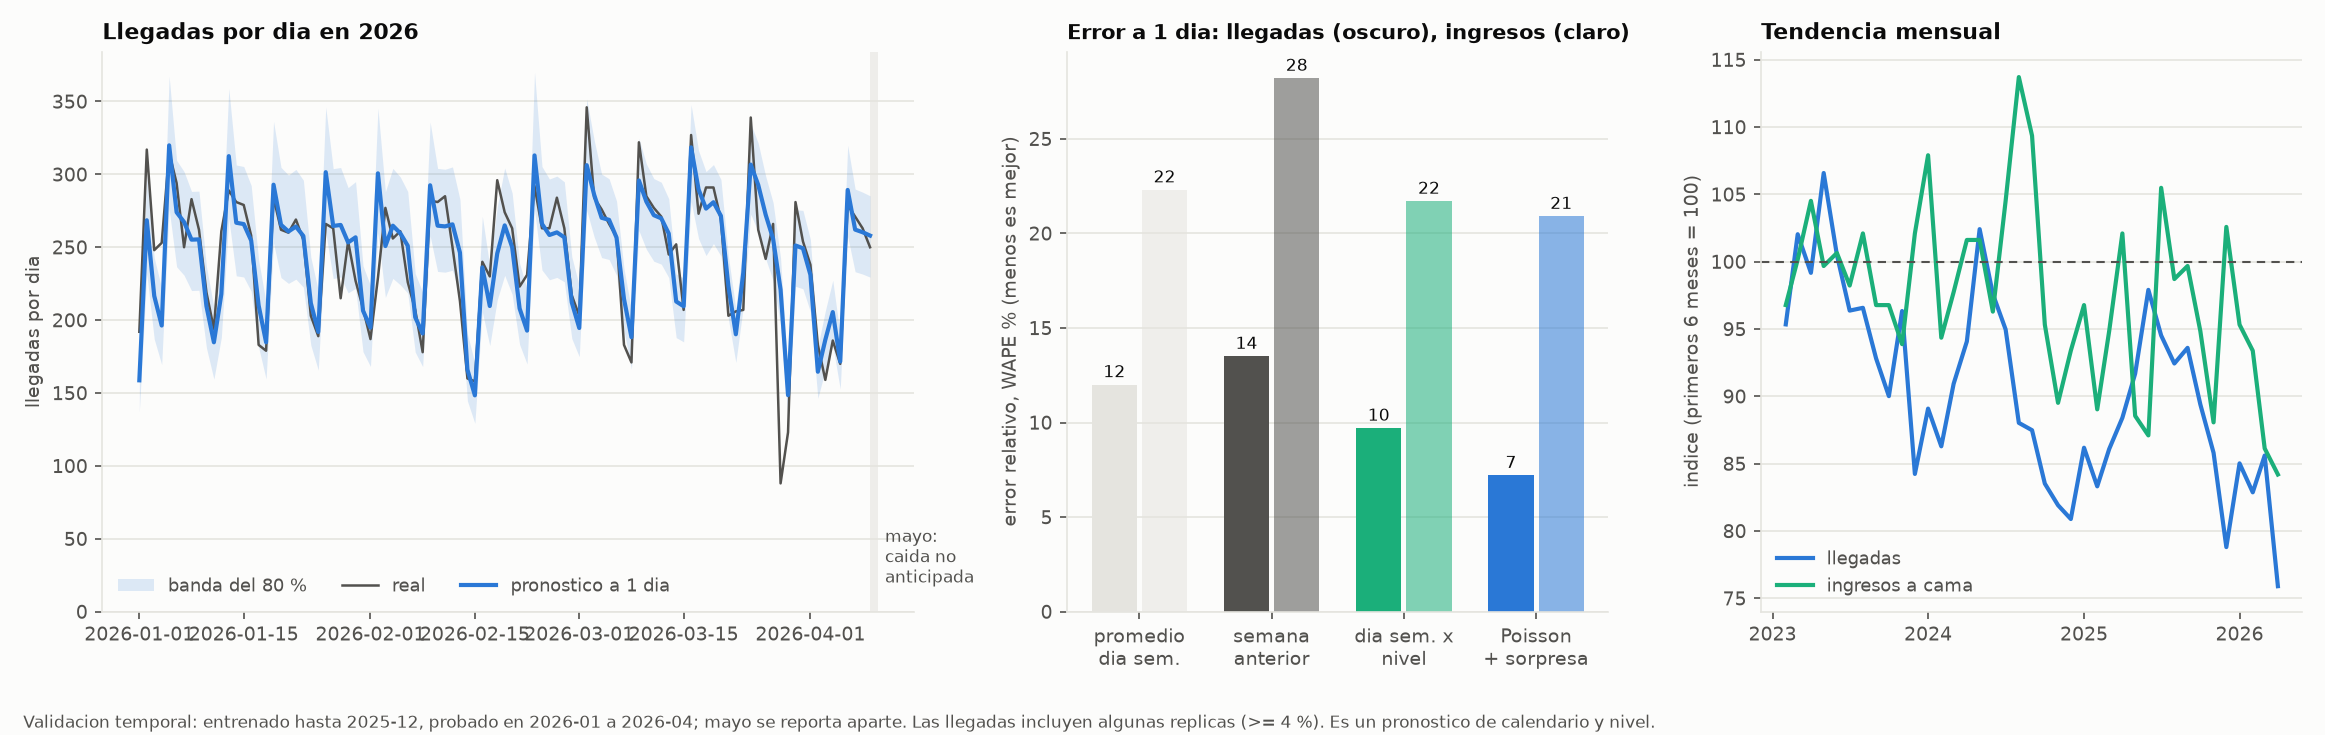 Llegadas por dia en 2026
llegadas por dia
350
300
250
200
150
100
50
0
banda del 80 %
real
pronostico a 1 dia
mayo:
caida no
anticipada
2026-01-01
2026-01-15
2026-02-01
2026-02-15
2026-03-01
2026-03-15
2026-04-01
Error a 1 dia: llegadas (oscuro), ingresos (claro)
error relativo, WAPE % (menos es mejor)
25
20
15
10
5
0
12
22
14
28
10
22
7
21
promedio
dia sem.
semana
anterior
dia sem. x
nivel
Poisson
+ sorpresa
Tendencia mensual
indice (primeros 6 meses = 100)
115
110
105
100
95
90
85
80
75
llegadas
ingresos a cama
2023
2024
2025
2026
Validacion temporal: entrenado hasta 2025-12, probado en 2026-01 a 2026-04; mayo se reporta aparte. Las llegadas incluyen algunas replicas (>= 4 %). Es un pronostico de calendario y nivel.